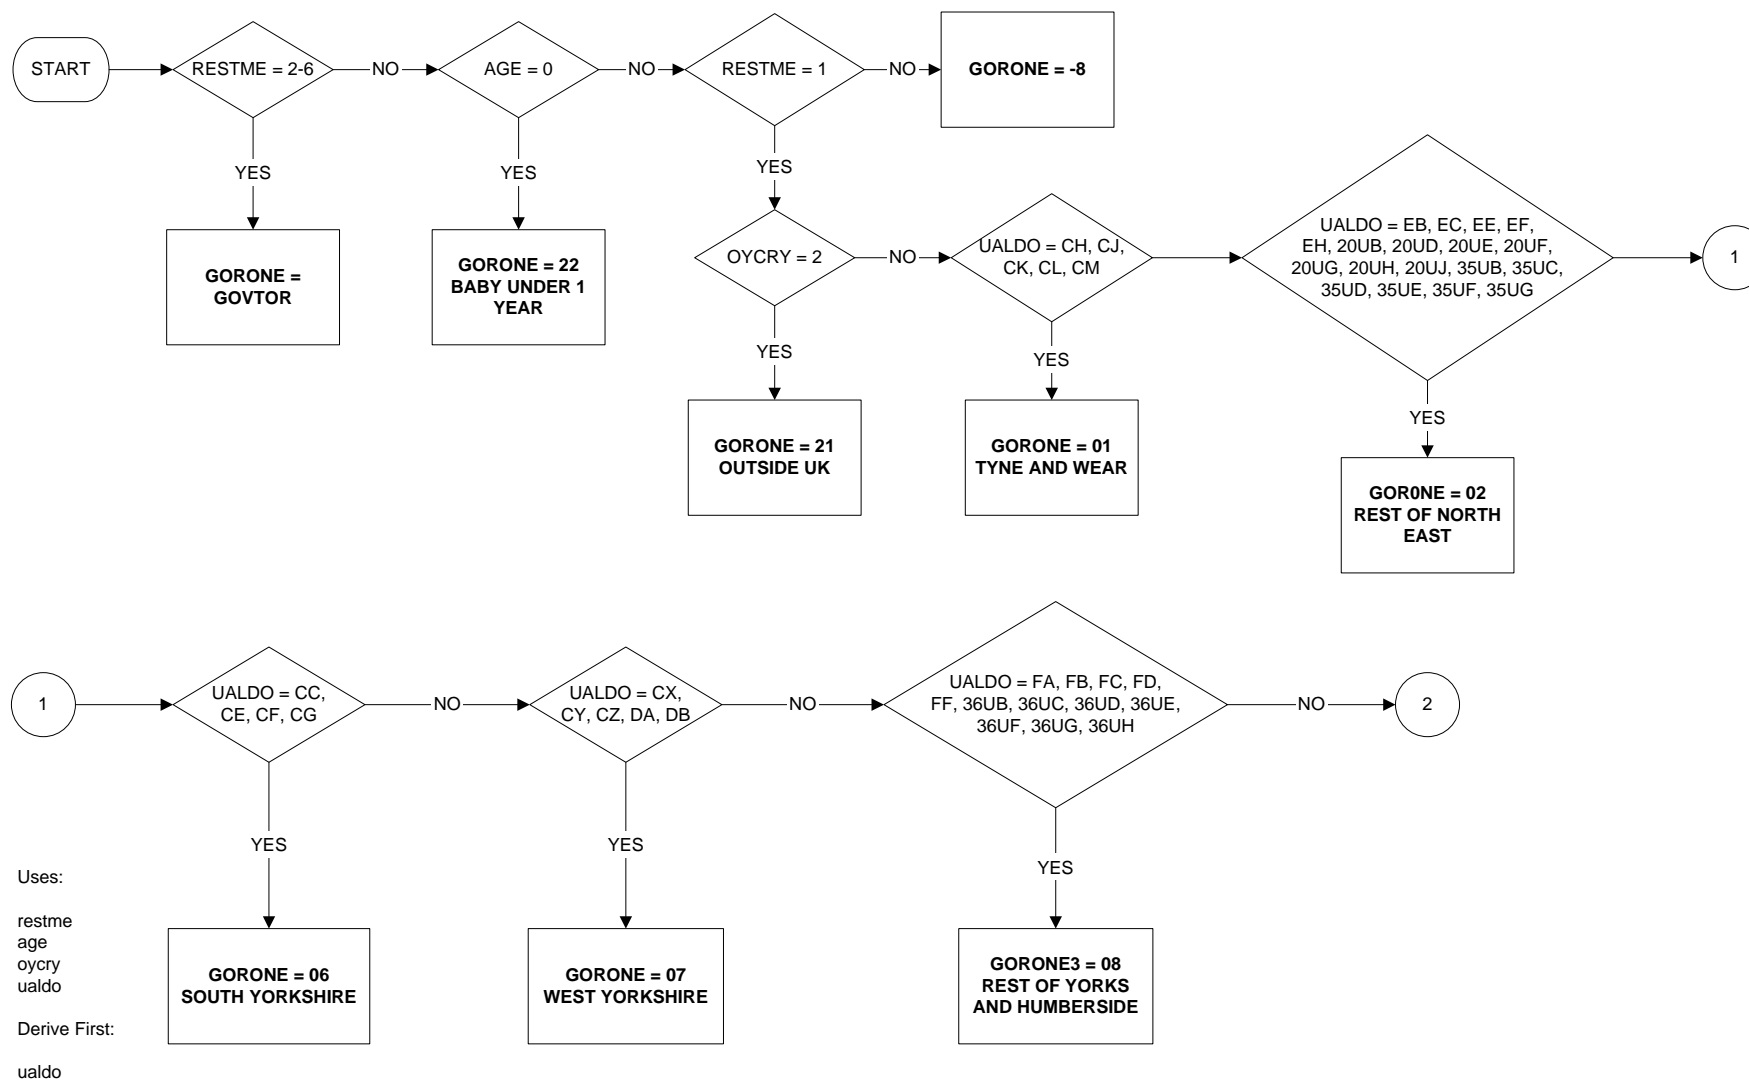 START
RESTME = 2-6
NO
AGE = 0
NO
RESTME = 1
NO
GORONE = -8
YES
YES
YES
GORONE =
GOVTOR
GORONE = 22
BABY UNDER 1
YEAR
OYCRY = 2
NO
UALDO = CH, CJ,
CK, CL, CM
UALDO = EB, EC, EE, EF,
EH, 20UB, 20UD, 20UE, 20UF,
20UG, 20UH, 20UJ, 35UB, 35UC,
35UD, 35UE, 35UF, 35UG
1
YES
YES
YES
GORONE = 21
OUTSIDE UK
GORONE = 01
TYNE AND WEAR
GOR0NE = 02
REST OF NORTH
EAST
1
UALDO = CC,
CE, CF, CG
NO
UALDO = CX,
CY, CZ, DA, DB
NO
UALDO = FA, FB, FC, FD,
FF, 36UB, 36UC, 36UD, 36UE,
36UF, 36UG, 36UH
NO
2
YES
YES
YES
GORONE = 06
SOUTH YORKSHIRE
GORONE = 07
WEST YORKSHIRE
GORONE3 = 08
REST OF YORKS
AND HUMBERSIDE
Uses:
restme
age
oycry
ualdo
Derive First:
ualdo